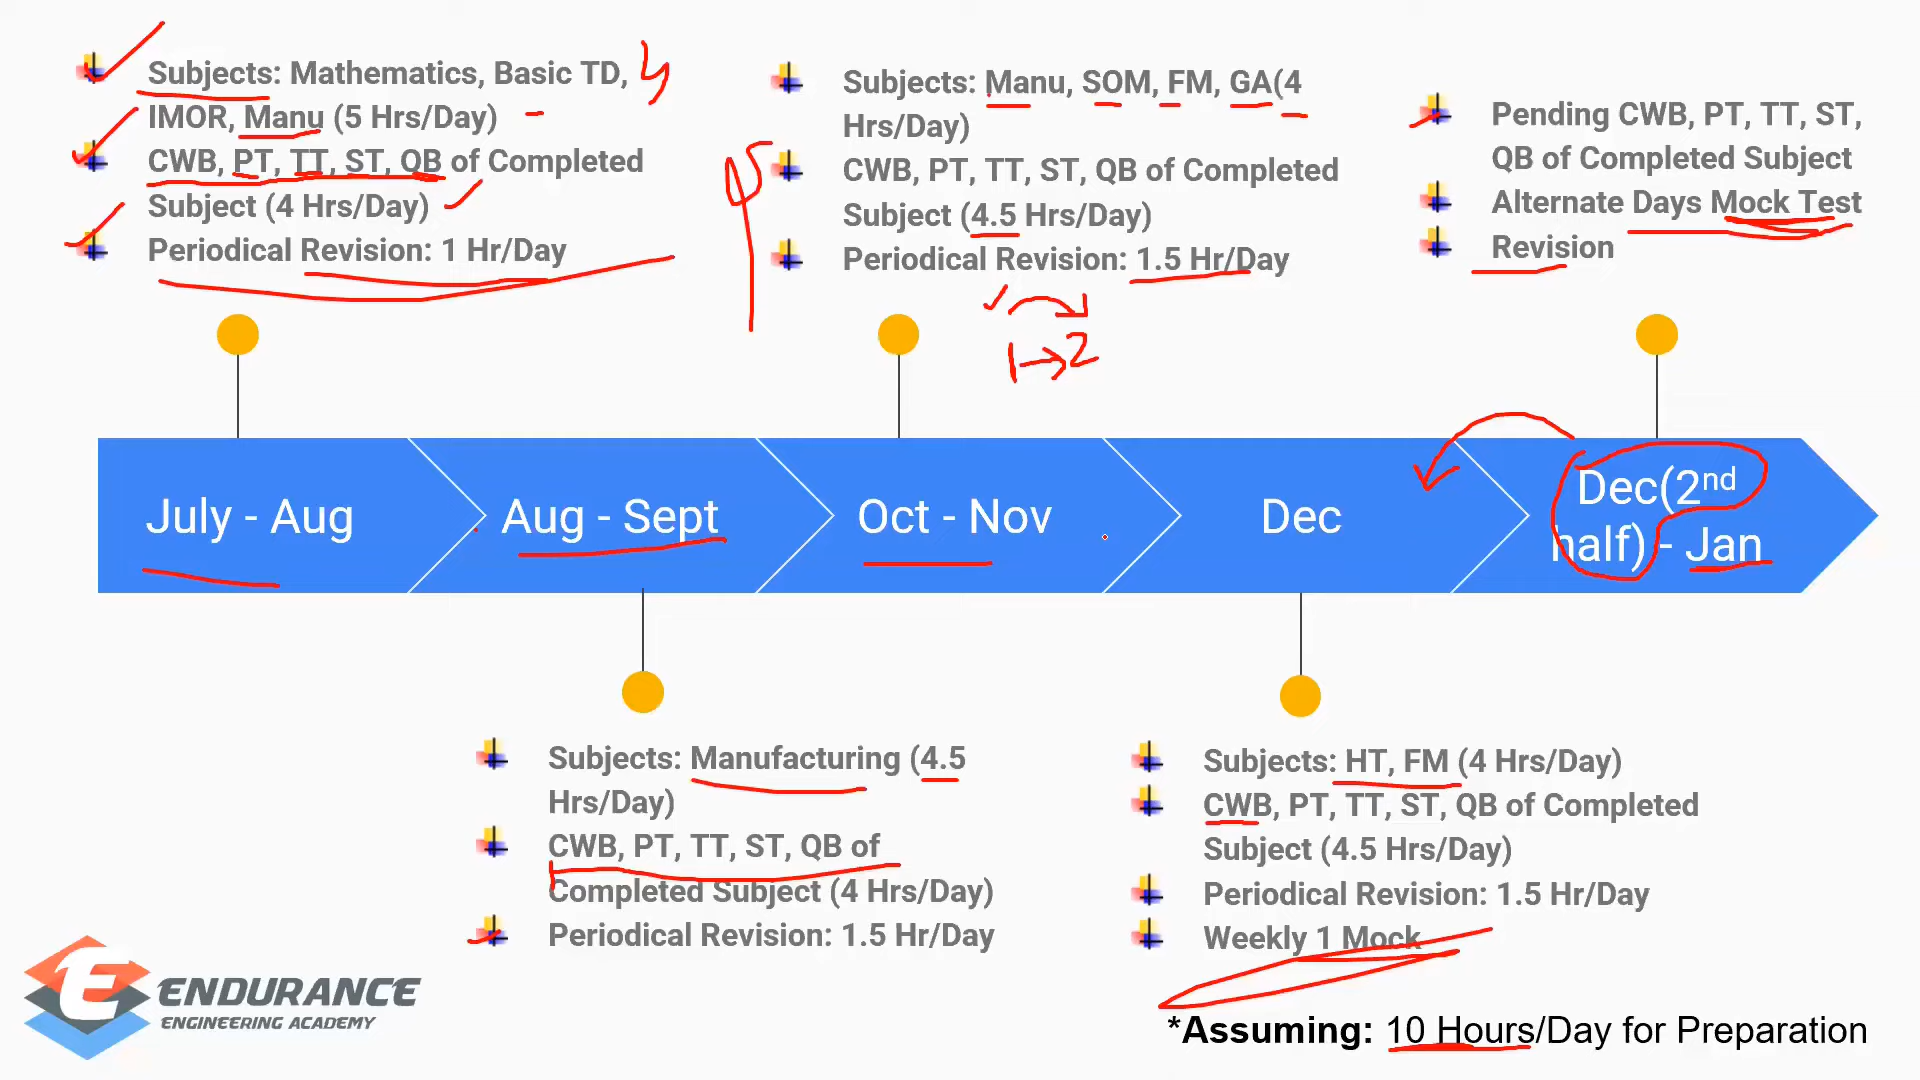 Subjects: Mathematics, Basic TD,
IMOR, Manu (5 Hrs/Day)
CWB, PT, TT, ST, QB of Completed
Subject (4 Hrs/Day)
Periodical Revision: 1 Hr/Day
Subjects: Manu, SOM, FM, GA(4
Hrs/Day)
CWB, PT, TT, ST, QB of Completed
Subject (4.5 Hrs/Day)
Periodical Revision: 1.5 Hr/Day
1→2
Pending CWB, PT, TT, ST,
QB of Completed Subject
Alternate Days Mock Test
Revision
July - Aug
Aug - Sept
Oct - Nov
Dec
Dec(2nd
half) - Jan
Subjects: Manufacturing (4.5
Hrs/Day)
CWB, PT, TT, ST, QB of
Completed Subject (4 Hrs/Day)
Periodical Revision: 1.5 Hr/Day
Subjects: HT, FM (4 Hrs/Day)
CWB, PT, TT, ST, QB of Completed
Subject (4.5 Hrs/Day)
Periodical Revision: 1.5 Hr/Day
Weekly 1 Mock
E ENDURANCE
ENGINEERING ACADEMY
*Assuming: 10 Hours/Day for Preparation